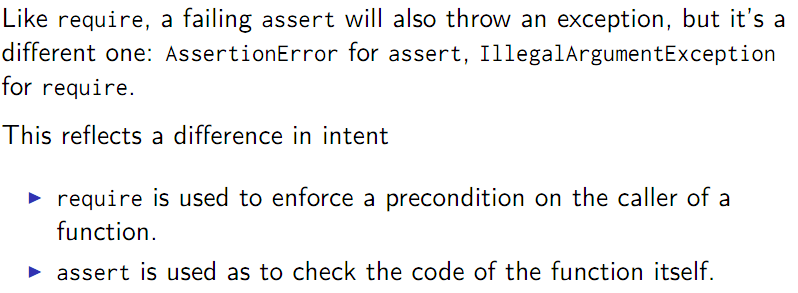 Like require, a failing assert will also throw an exception, but it's a
different one: AssertionError for assert, IllegalArgumentException
for require.
This reflects a difference in intent
▶ require is used to enforce a precondition on the caller of a
function.
▶ assert is used as to check the code of the function itself.